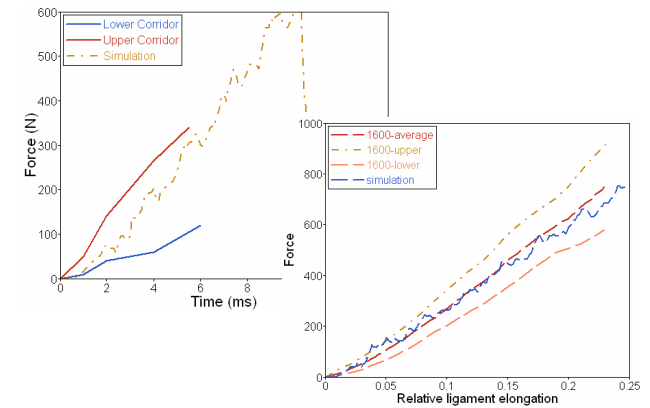 600
500
400
300
200
100
0
Force (N)
Lower Corridor
Upper Corridor
Simulation
0 2 4 6 8
Time (ms)
1000
800
600
400
200
0
Force
1600-average
1600-upper
1600-lower
simulation
0 0.05 0.1 0.15 0.2 0.25
Relative ligament elongation